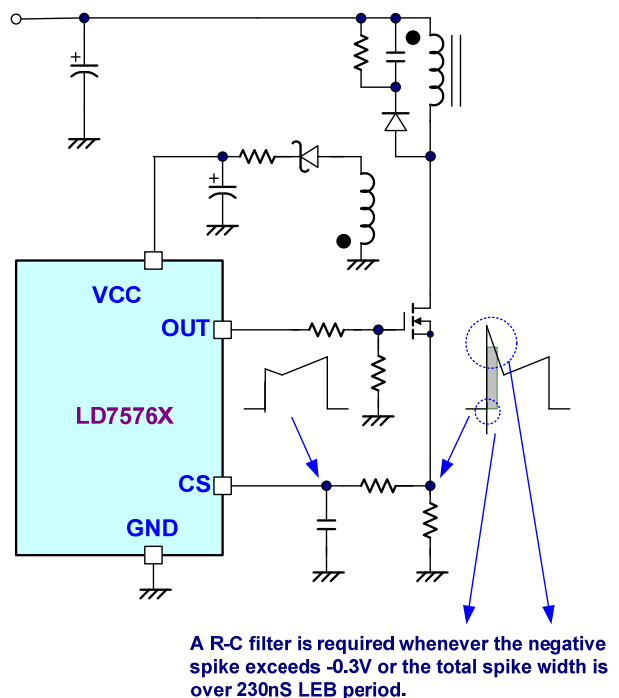 +
+
VCC
OUT
LD7576X
CS
GND
A R-C filter is required whenever the negative
spike exceeds -0.3V or the total spike width is
over 230nS LEB period.